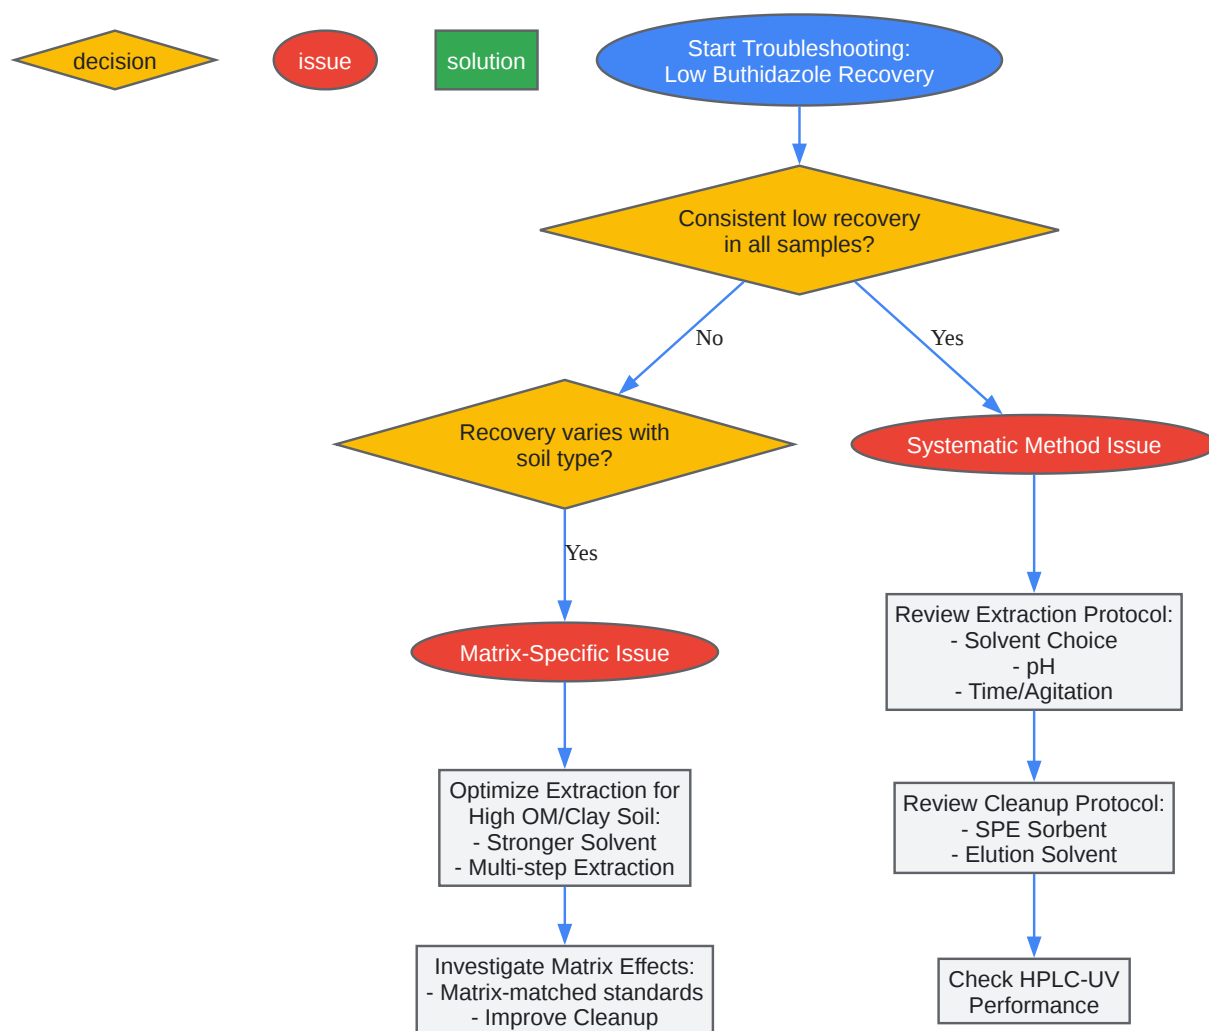 decision
issue
solution
Start Troubleshooting:
Low Buthidazole Recovery
Consistent low recovery
in all samples?
No
Yes
Recovery varies with
soil type?
Systematic Method Issue
Yes
Review Extraction Protocol:
- Solvent Choice
- pH
- Time/Agitation
Matrix-Specific Issue
Optimize Extraction for
High OM/Clay Soil:
- Stronger Solvent
- Multi-step Extraction
Review Cleanup Protocol:
- SPE Sorbent
- Elution Solvent
Investigate Matrix Effects:
- Matrix-matched standards
- Improve Cleanup
Check HPLC-UV
Performance